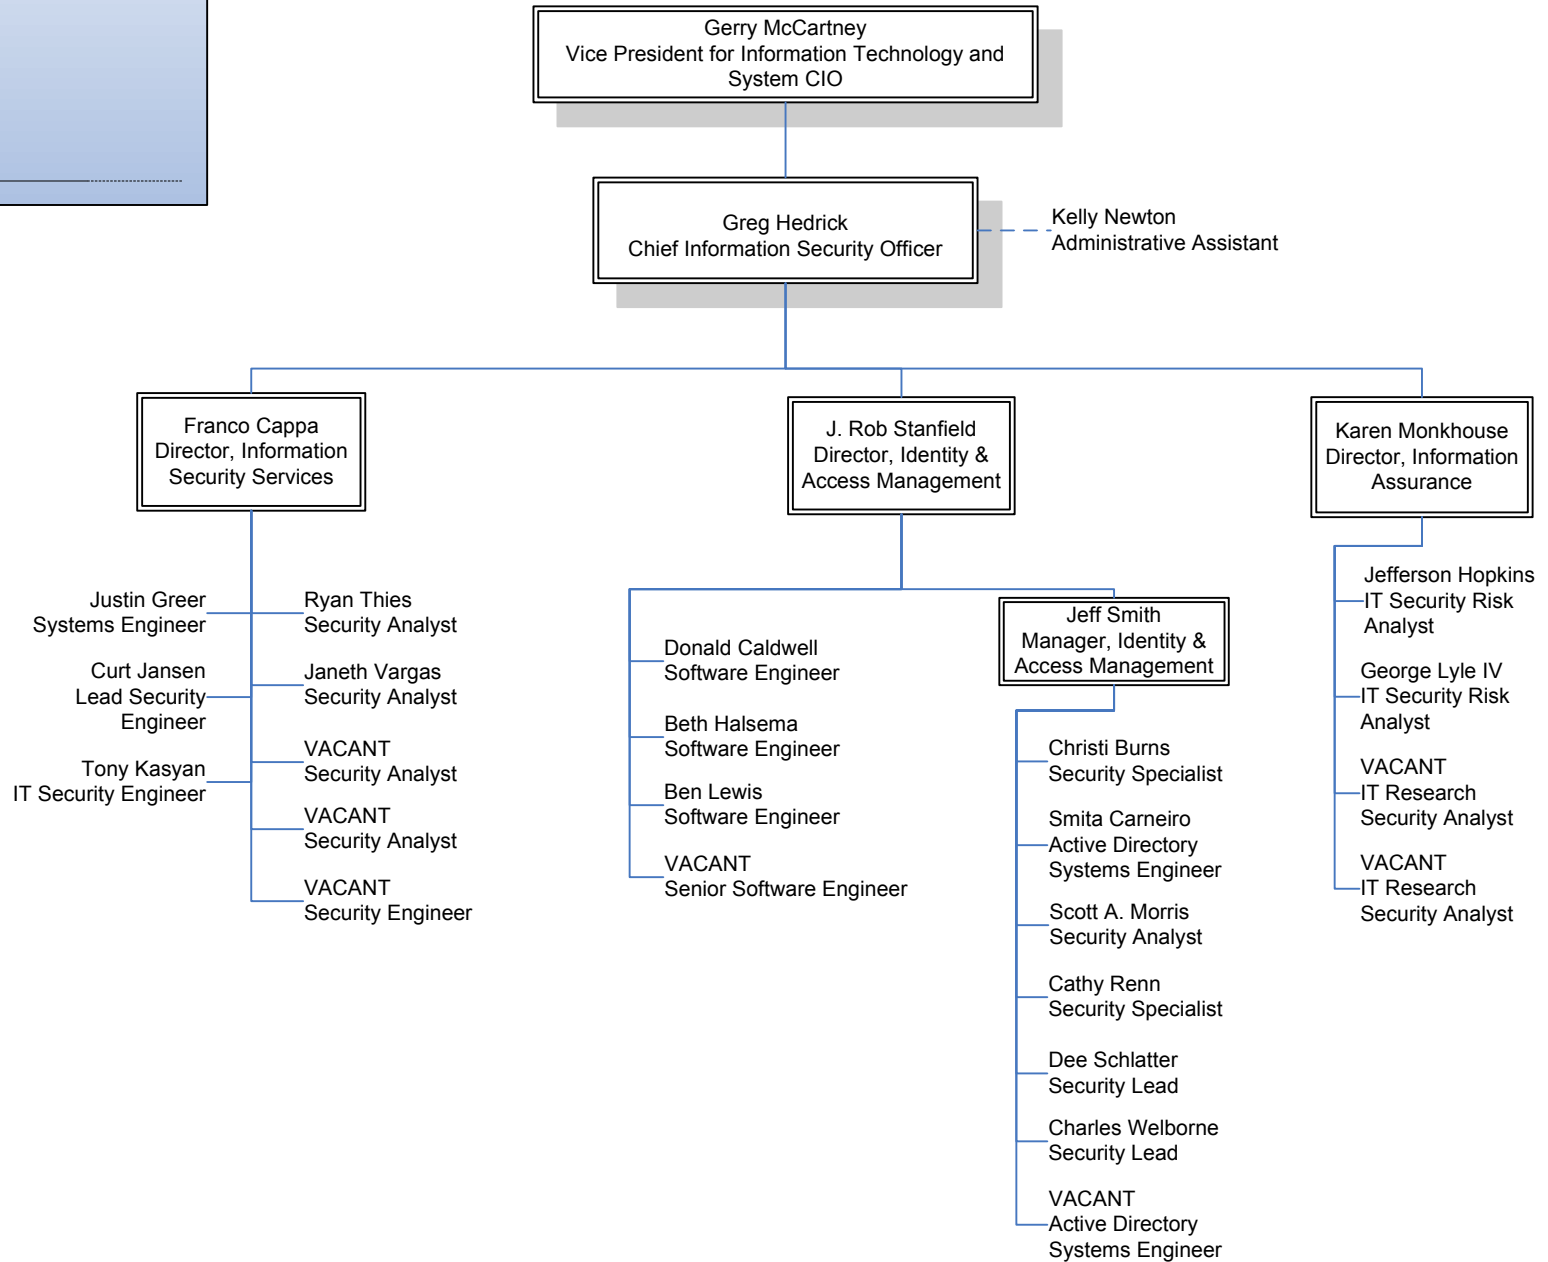 Gerry McCartney
Vice President for Information Technology and
System CIO
Greg Hedrick
Chief Information Security Officer
Kelly Newton
Administrative Assistant
Franco Cappa
Director, Information
Security Services
Justin Greer
Systems Engineer
Curt Jansen
Lead Security
Engineer
Tony Kasyan
IT Security Engineer
Ryan Thies
Security Analyst
Janeth Vargas
Security Analyst
VACANT
Security Analyst
VACANT
Security Analyst
VACANT
Security Engineer
J. Rob Stanfield
Director, Identity &
Access Management
Donald Caldwell
Software Engineer
Beth Halsema
Software Engineer
Ben Lewis
Software Engineer
VACANT
Senior Software Engineer
Jeff Smith
Manager, Identity &
Access Management
Christi Burns
Security Specialist
Smita Carneiro
Active Directory
Systems Engineer
Scott A. Morris
Security Analyst
Cathy Renn
Security Specialist
Dee Schlatter
Security Lead
Charles Welborne
Security Lead
VACANT
Active Directory
Systems Engineer
Karen Monkhouse
Director, Information
Assurance
Jefferson Hopkins
IT Security Risk
Analyst
George Lyle IV
IT Security Risk
Analyst
VACANT
IT Research
Security Analyst
VACANT
IT Research
Security Analyst